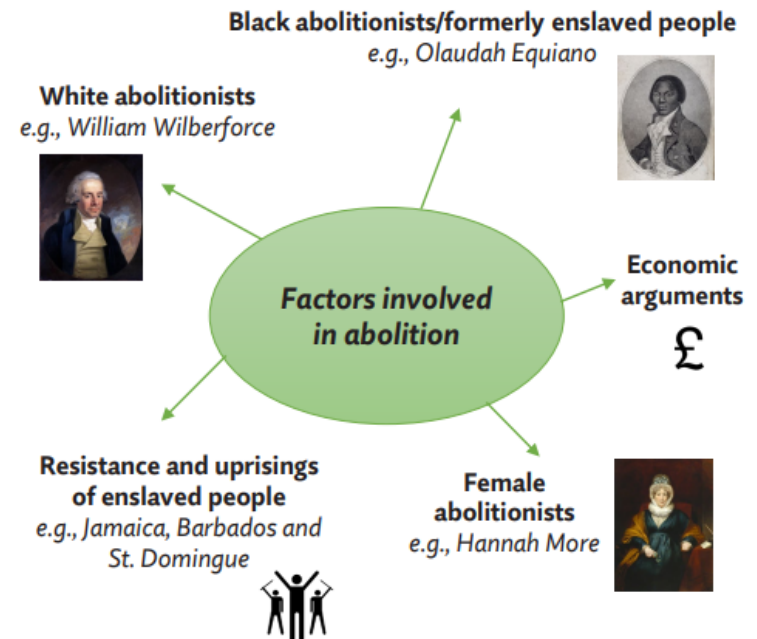 Black abolitionists/formerly enslaved people
e.g., Olaudah Equiano
White abolitionists
e.g., William Wilberforce
Economic
arguments
£
Factors involved
in abolition
Resistance and uprisings
of enslaved people
e.g., Jamaica, Barbados and
St. Domingue
Female
abolitionists
e.g., Hannah More